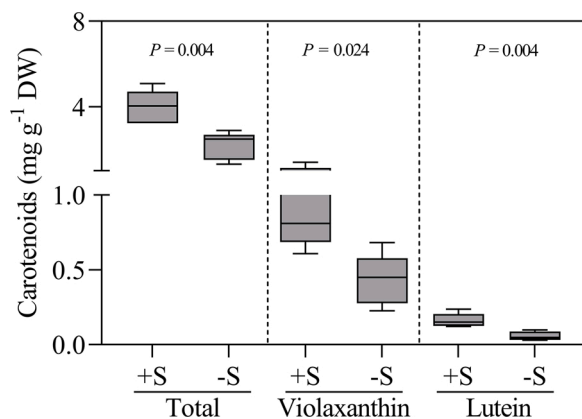 8
P = 0.004
P = 0.024
P = 0.004
4
1.0
0.5
0.0
Carotenoids (mg g⁻¹ DW)
+S -S +S -S +S -S
Total Violaxanthin Lutein